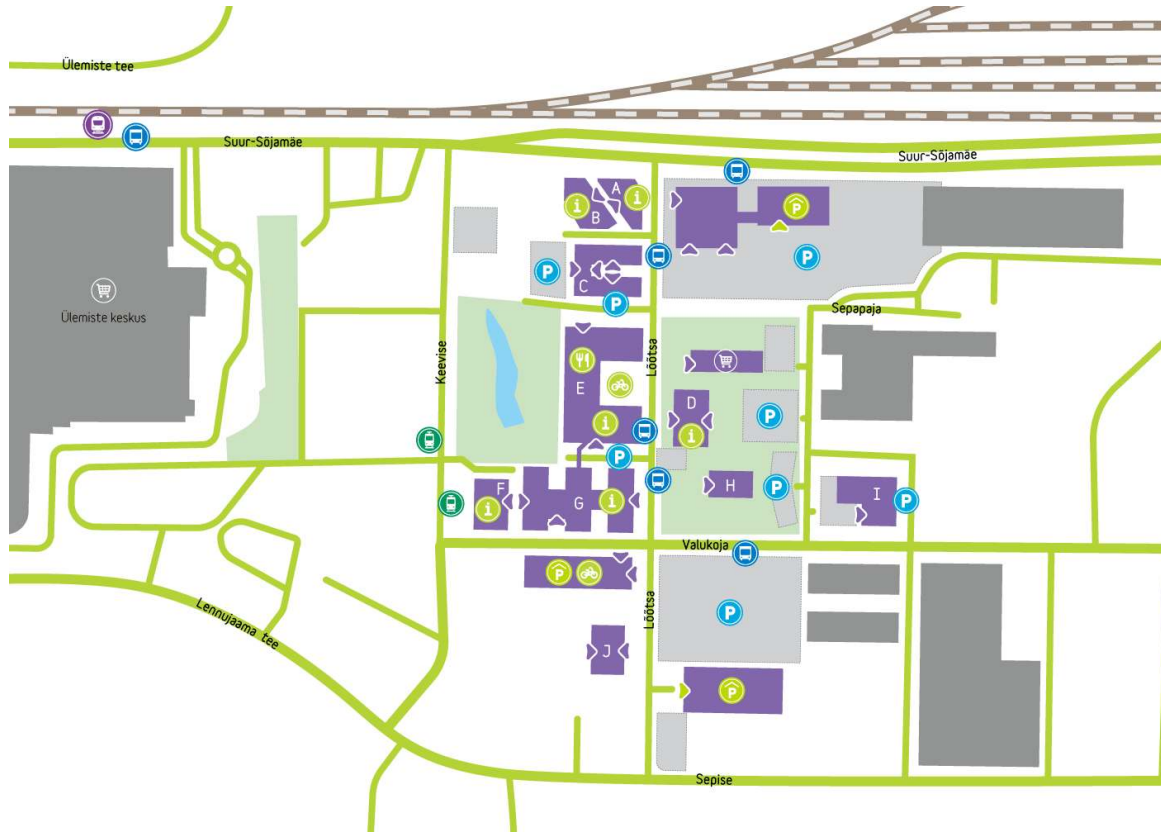 Ülemiste tee
Suur-Sõjamäe
Suur-Sõjamäe
A
i
B
i
P
C
P
P
P
Ülemiste keskus
Sepapaja
Keevise
Lõõtsa
E
D
P
i
i
P
F
G
i
i
H
P
I
P
Valukoja
P
Lõõtsa
P
Lennujaama tee
J
P
Sepise